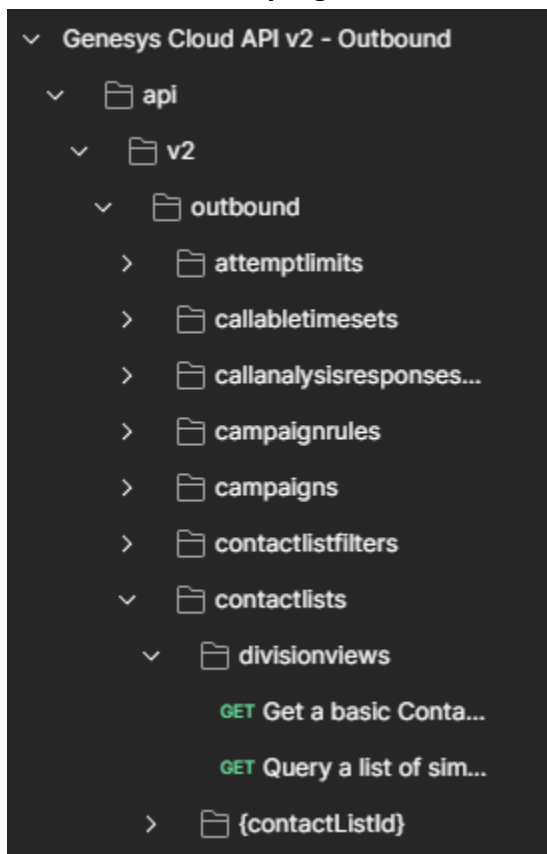 Genesys Cloud API v2 - Outbound
api
v2
outbound
attemptlimits
callabletimesets
callanalysisresponses...
campaignrules
campaigns
contactlistfilters
contactlists
divisionviews
GET Get a basic Conta...
GET Query a list of sim...
{contactListId}